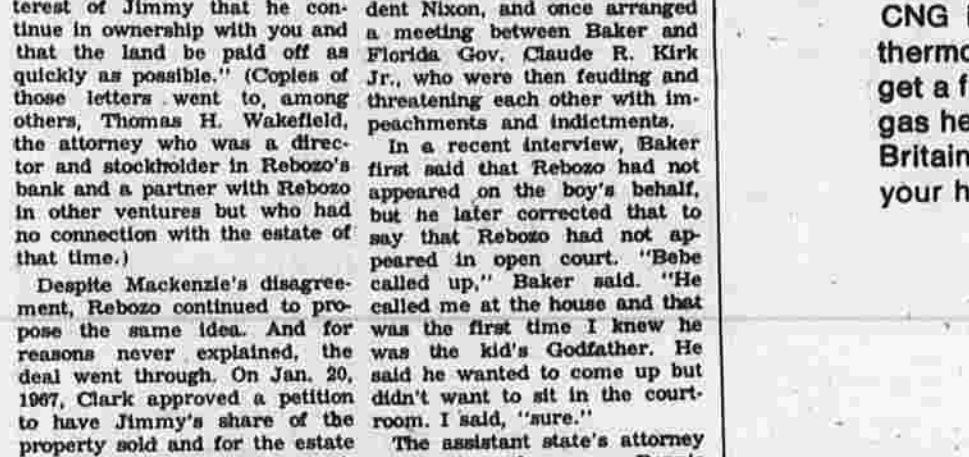 terest of Jimmy that he con-
tinue in ownership with you and
that the land be paid off as
quickly as possible." (Copies of
those letters went to, among
others, Thomas H. Wakefield,
the attorney who was a direc-
tor and stockholder in Rebozo's
bank and a partner with Rebozo
in other ventures but who had
no connection with the estate of
that time.)
Despite Mackenzie's disagree-
ment, Rebozo continued to pro-
pose the same idea. And for
reasons never explained, the
deal went through. On Jan. 20,
1967, Clark approved a petition
to have Jimmy's share of the
property sold and for the estate
dent Nixon, and once arranged
a meeting between Baker and
Florida Gov. Claude R. Kirk
Jr., who were then feuding and
threatening each other with im-
peachments and indictments.
In a recent interview, Baker
first said that Rebozo had not
appeared on the boy's behalf,
but he later corrected that to
say that Rebozo had not ap-
peared in open court. "Bebe
called up," Baker said. "He
called me at the house and that
was the first time I knew he
was the kid's Godfather. He
said he wanted to come up but
didn't want to sit in the court-
room. I said, "sure."
The assistant state's attorney
CNG
thermo
get a f
gas he
Britain
your h